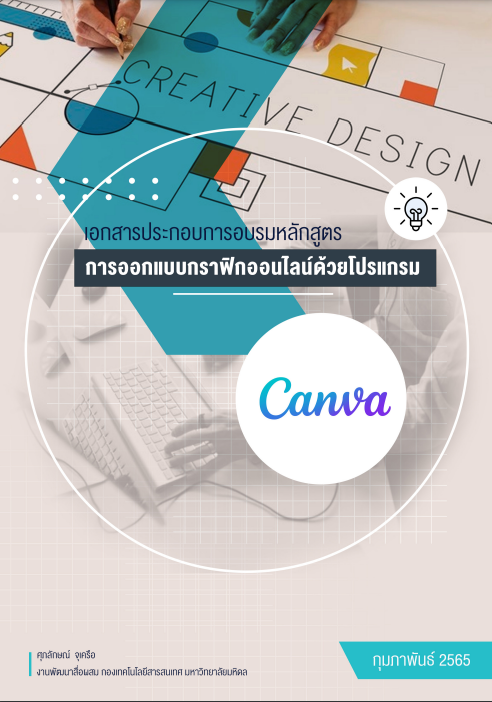 CREATIVE DESIGN
เอกสารประกอบการอบรมหลักสูตร
การออกแบบกราฟิกออนไลน์ด้วยโปรแกรม
Canva
ศุภลักษณ์ จุเครือ
งานพัฒนาสื่อผสม กองเทคโนโลยีสารสนเทศ มหาวิทยาลัยมหิดล
กุมภาพันธ์ 2565